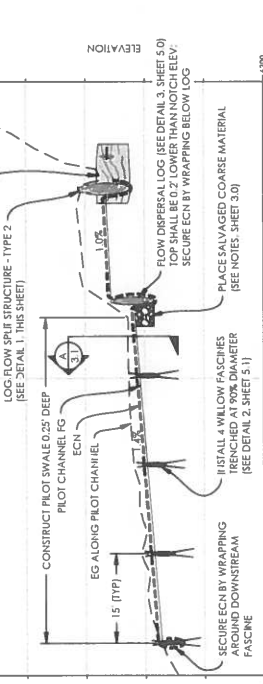 LOG FLOW SPLIT STRUCTURE - TYPE 2
(SEE DETAIL 1, THIS SHEET)
CONSTRUCT PILOT SWALE 0.25' DEEP
PILOT CHANNEL FG
ECN
EG ALONG PILOT CHANNEL
15' (TYP)
A
3.1
1.0%
ELEVATION
FLOW DISPERSAL LOG (SEE DETAIL 3, SHEET 5.0)
TOP SHALL BE 0.2' LOWER THAN NOTCH ELEV:
SECURE ECN BY WRAPPING BELOW LOG
PLACE SALVAGED COARSE MATERIAL
(SEE NOTES, SHEET 3.0)
INSTALL 4 WILLOW FASCINES
TRENCHED AT 90% DIAMETER
(SEE DETAIL 2, SHEET 5.1)
SECURE ECN BY WRAPPING
AROUND DOWNSTREAM
FASCINE